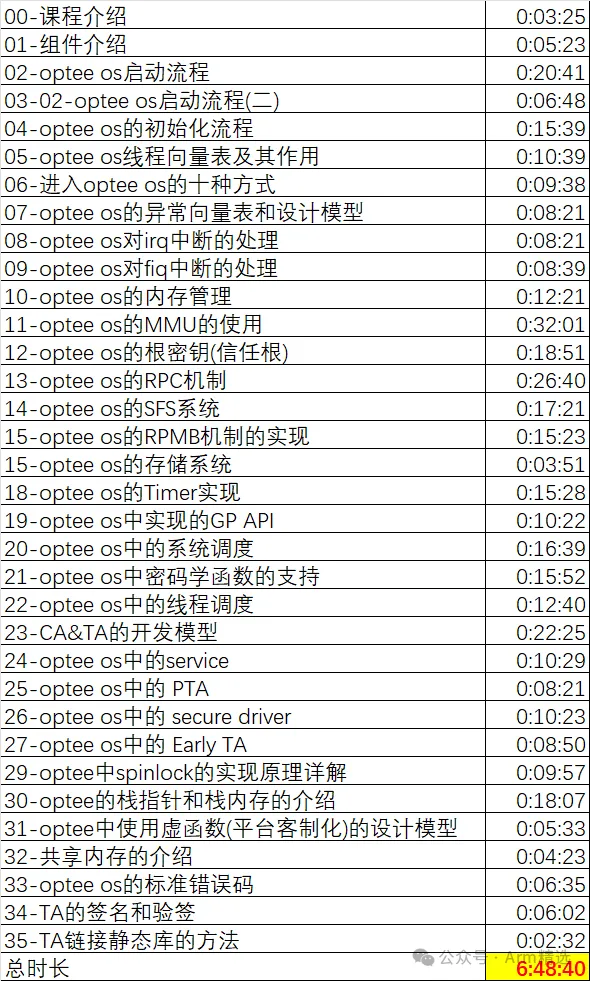 00-课程介绍 0:03:25
01-组件介绍 0:05:23
02-optee os启动流程 0:20:41
03-02-optee os启动流程(二) 0:06:48
04-optee os的初始化流程 0:15:39
05-optee os线程向量表及其作用 0:10:39
06-进入optee os的十种方式 0:09:38
07-optee os的异常向量表和设计模型 0:08:21
08-optee os对irq中断的处理 0:08:21
09-optee os对fiq中断的处理 0:08:39
10-optee os的内存管理 0:12:21
11-optee os的MMU的使用 0:32:01
12-optee os的根密钥(信任根) 0:18:51
13-optee os的RPC机制 0:26:40
14-optee os的SFS系统 0:17:21
15-optee os的RPMB机制的实现 0:15:23
15-optee os的存储系统 0:03:51
18-optee os的Timer实现 0:15:28
19-optee os中实现的GP API 0:10:22
20-optee os中的系统调度 0:16:39
21-optee os中密码学函数的支持 0:15:52
22-optee os中的线程调度 0:12:40
23-CA&TA的开发模型 0:22:25
24-optee os中的service 0:10:29
25-optee os中的 PTA 0:08:21
26-optee os中的 secure driver 0:10:23
27-optee os中的 Early TA 0:08:50
29-optee中spinlock的实现原理详解 0:09:57
30-optee的栈指针和栈内存的介绍 0:18:07
31-optee中使用虚函数(平台客制化)的设计模型 0:05:33
32-共享内存的介绍 0:04:23
33-optee os的标准错误码 0:06:35
34-TA的签名和验签 0:06:02
35-TA链接静态库的方法 0:02:32
总时长 6:48:40
公众号·Arm精选